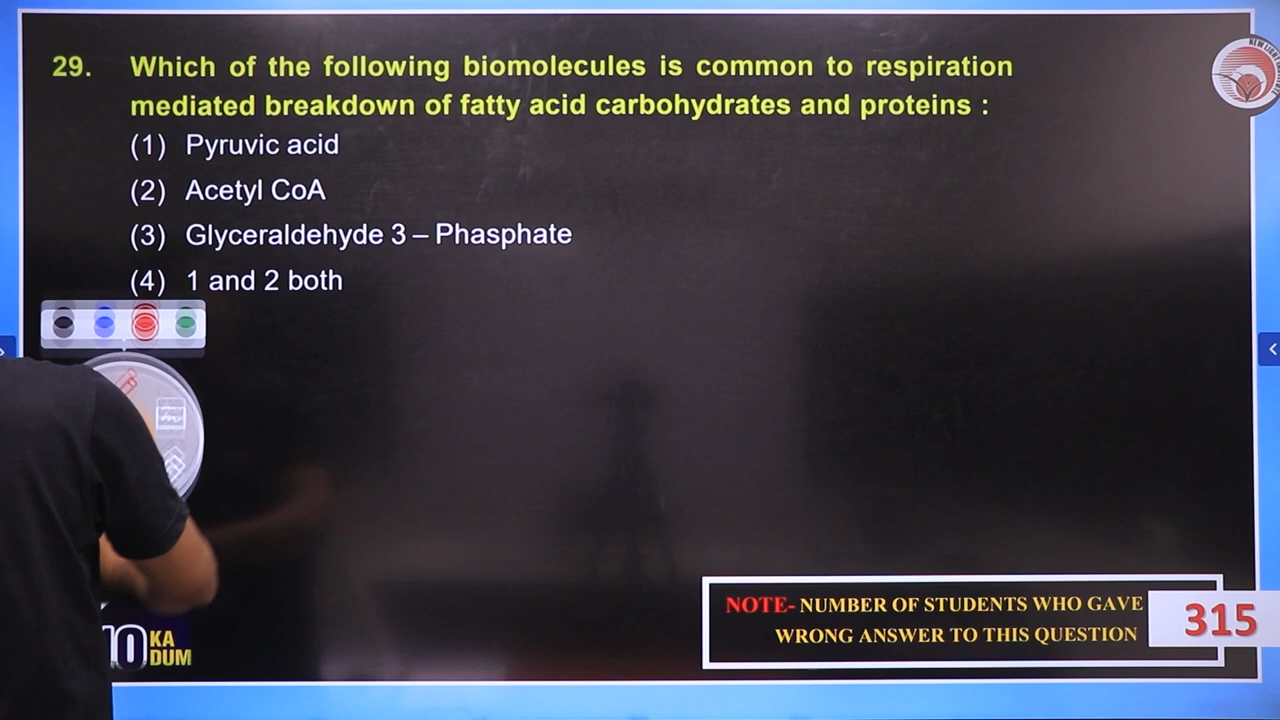 29. Which of the following biomolecules is common to respiration
mediated breakdown of fatty acid carbohydrates and proteins :
(1) Pyruvic acid
(2) Acetyl CoA
(3) Glyceraldehyde 3 – Phasphate
(4) 1 and 2 both
10 KA
DUM
NOTE- NUMBER OF STUDENTS WHO GAVE
WRONG ANSWER TO THIS QUESTION
315